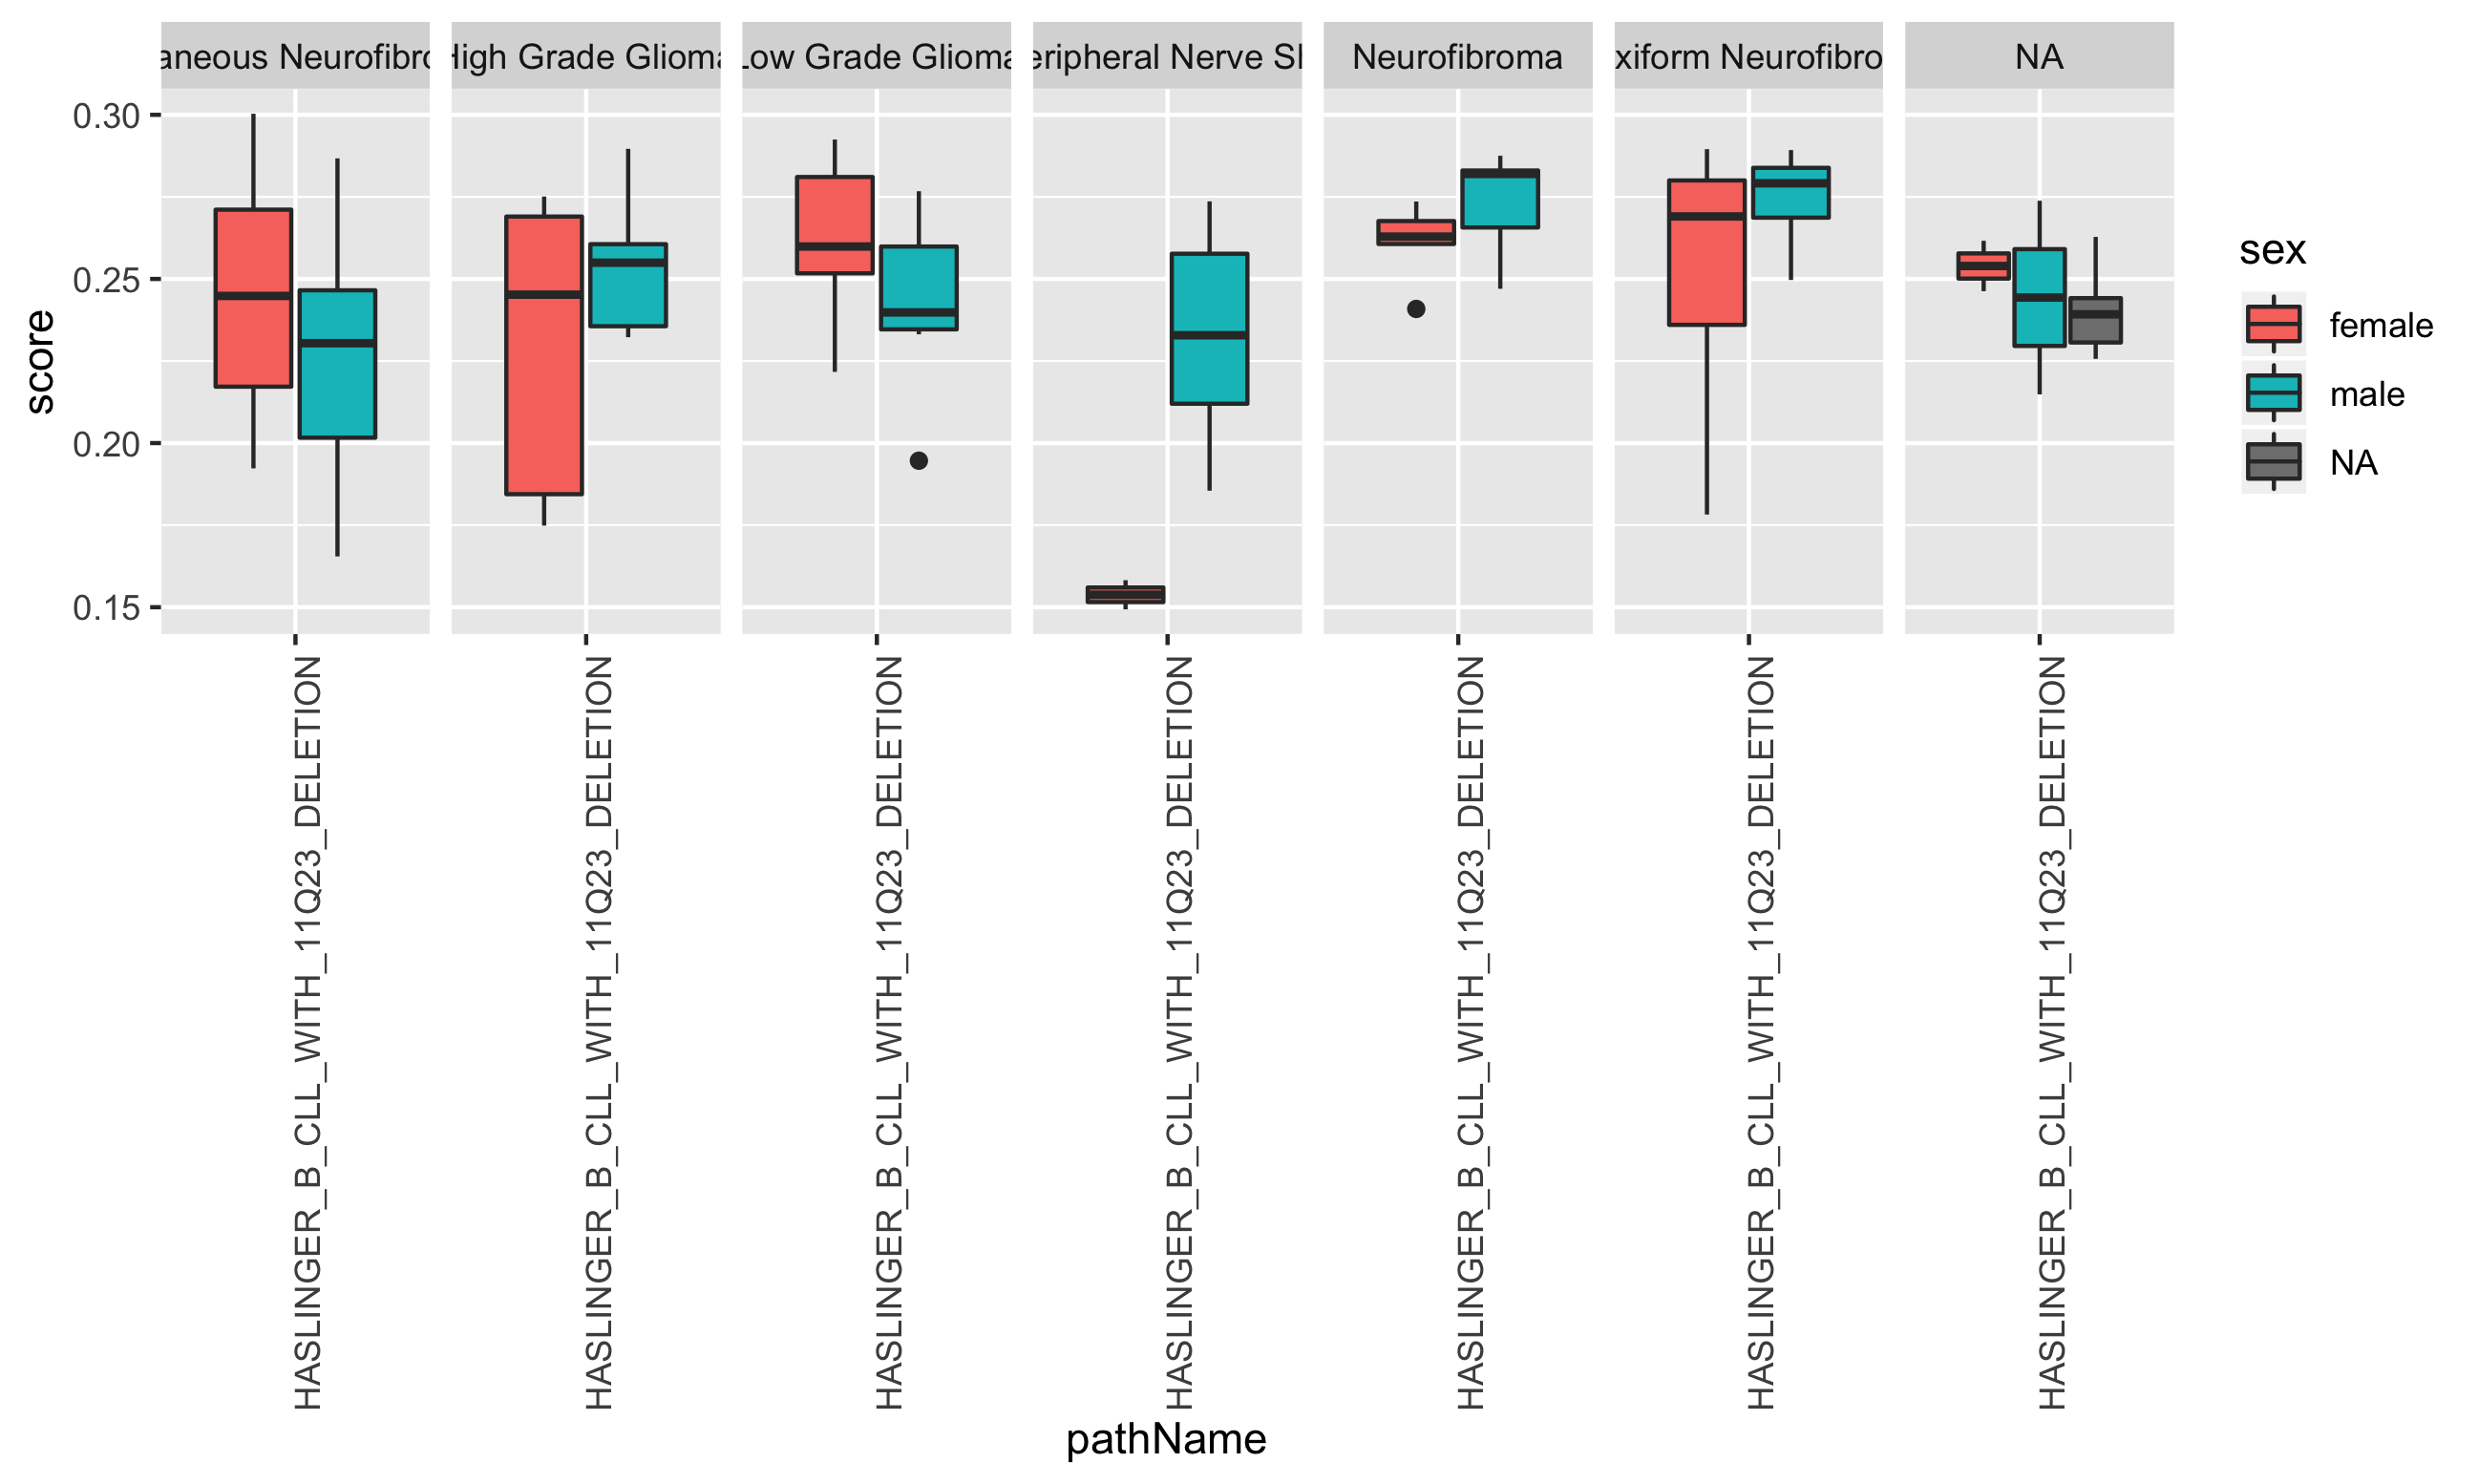 aneous Neurofibro
High Grade Glioma
Low Grade Glioma
eripheral Nerve Sh
Neurofibroma
xiform Neurofibro
NA
score
0.30
0.25
0.20
0.15
HASLINGER_B_CLL_WITH_11Q23_DELETION
HASLINGER_B_CLL_WITH_11Q23_DELETION
HASLINGER_B_CLL_WITH_11Q23_DELETION
HASLINGER_B_CLL_WITH_11Q23_DELETION
HASLINGER_B_CLL_WITH_11Q23_DELETION
HASLINGER_B_CLL_WITH_11Q23_DELETION
HASLINGER_B_CLL_WITH_11Q23_DELETION
pathName
sex
female
male
NA